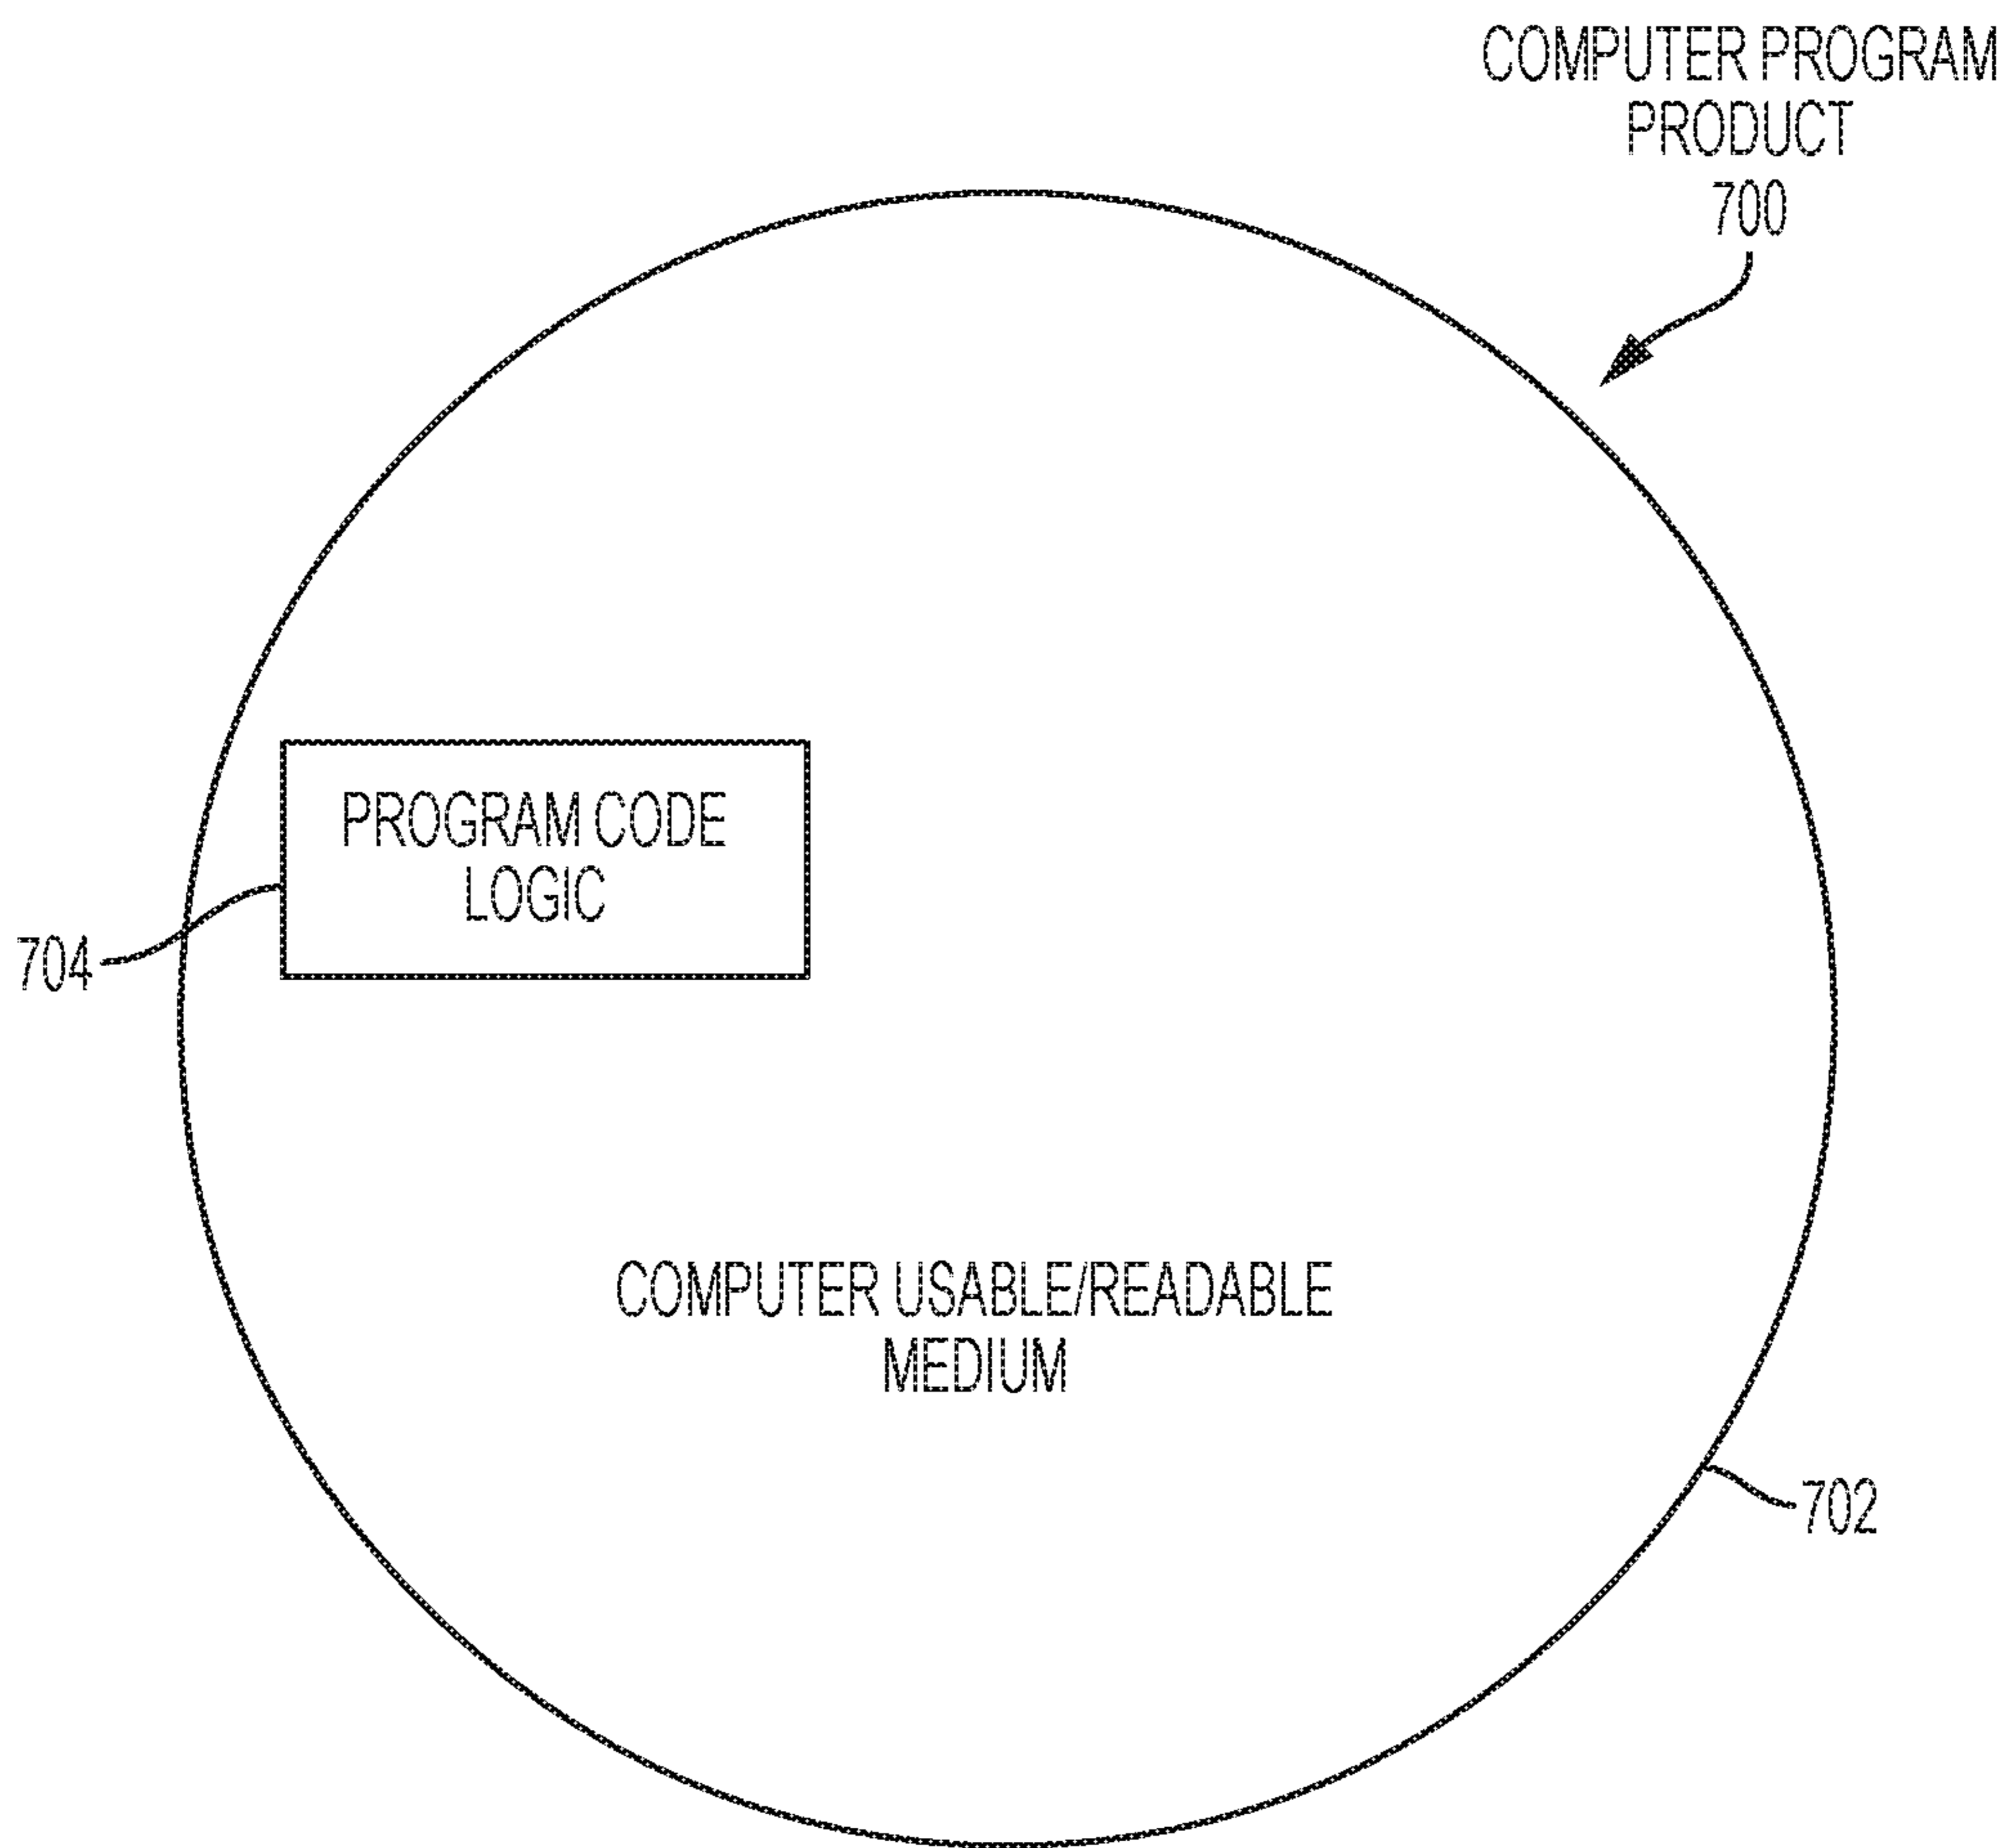 COMPUTER PROGRAM
PRODUCT
700
PROGRAM CODE
LOGIC
704
COMPUTER USABLE/READABLE
MEDIUM
702